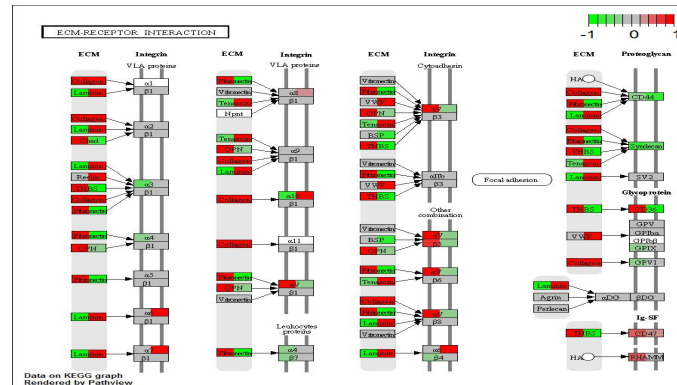 ECM-RECEPTOR INTERACTION
-1 0 1
ECM Integrin
VLA proteins
Collagen
Laminin
α1
β1
Collagen
Laminin
Chad
α2
β1
Laminin
Reelin
THBS
Collagen
Fibronectin
α3
β1
Fibronectin
OPN
α4
β1
Fibronectin
α5
β1
Laminin
α6
β1
Laminin
α7
β1
ECM Integrin
VLA proteins
Fibronectin
Vitronectin
Tenascin
Npnt
α8
β1
Tenascin
OPN
Collagen
Laminin
α9
β1
Collagen
α10
β1
Collagen
α11
β1
Fibronectin
OPN
Vitronectin
αV
β1
Leukocytes
proteins
Fibronectin
α4
β7
ECM Integrin
Cytoadhesin
Vitronectin
Fibronectin
VWF
OPN
Tenascin
BSP
THBS
αV
β3
Vitronectin
Fibronectin
VWF
THBS
αIIb
β3
Other
combination
Vitronectin
BSP
OPN
αV
β5
Fibronectin
Tenascin
αV
β6
Collagen
Fibronectin
Laminin
Vitronectin
αV
β8
Laminin
α6
β4
Focal adhesion
ECM Proteoglycan
HA
Collagen
Fibronectin
Laminin
CD44
Collagen
Fibronectin
Laminin
Tenascin
Syndecan
Laminin
SV2
Glycoprotein
THBS
CD36
VWF
GPV
GPIbα
GPIbβ
GPIX
Collagen
GPVI
Laminin
Agrin
Perlecan
αDG
βDG
Ig-SF
THBS
CD47
HA
RHAMM
Data on KEGG graph
Rendered by Pathview